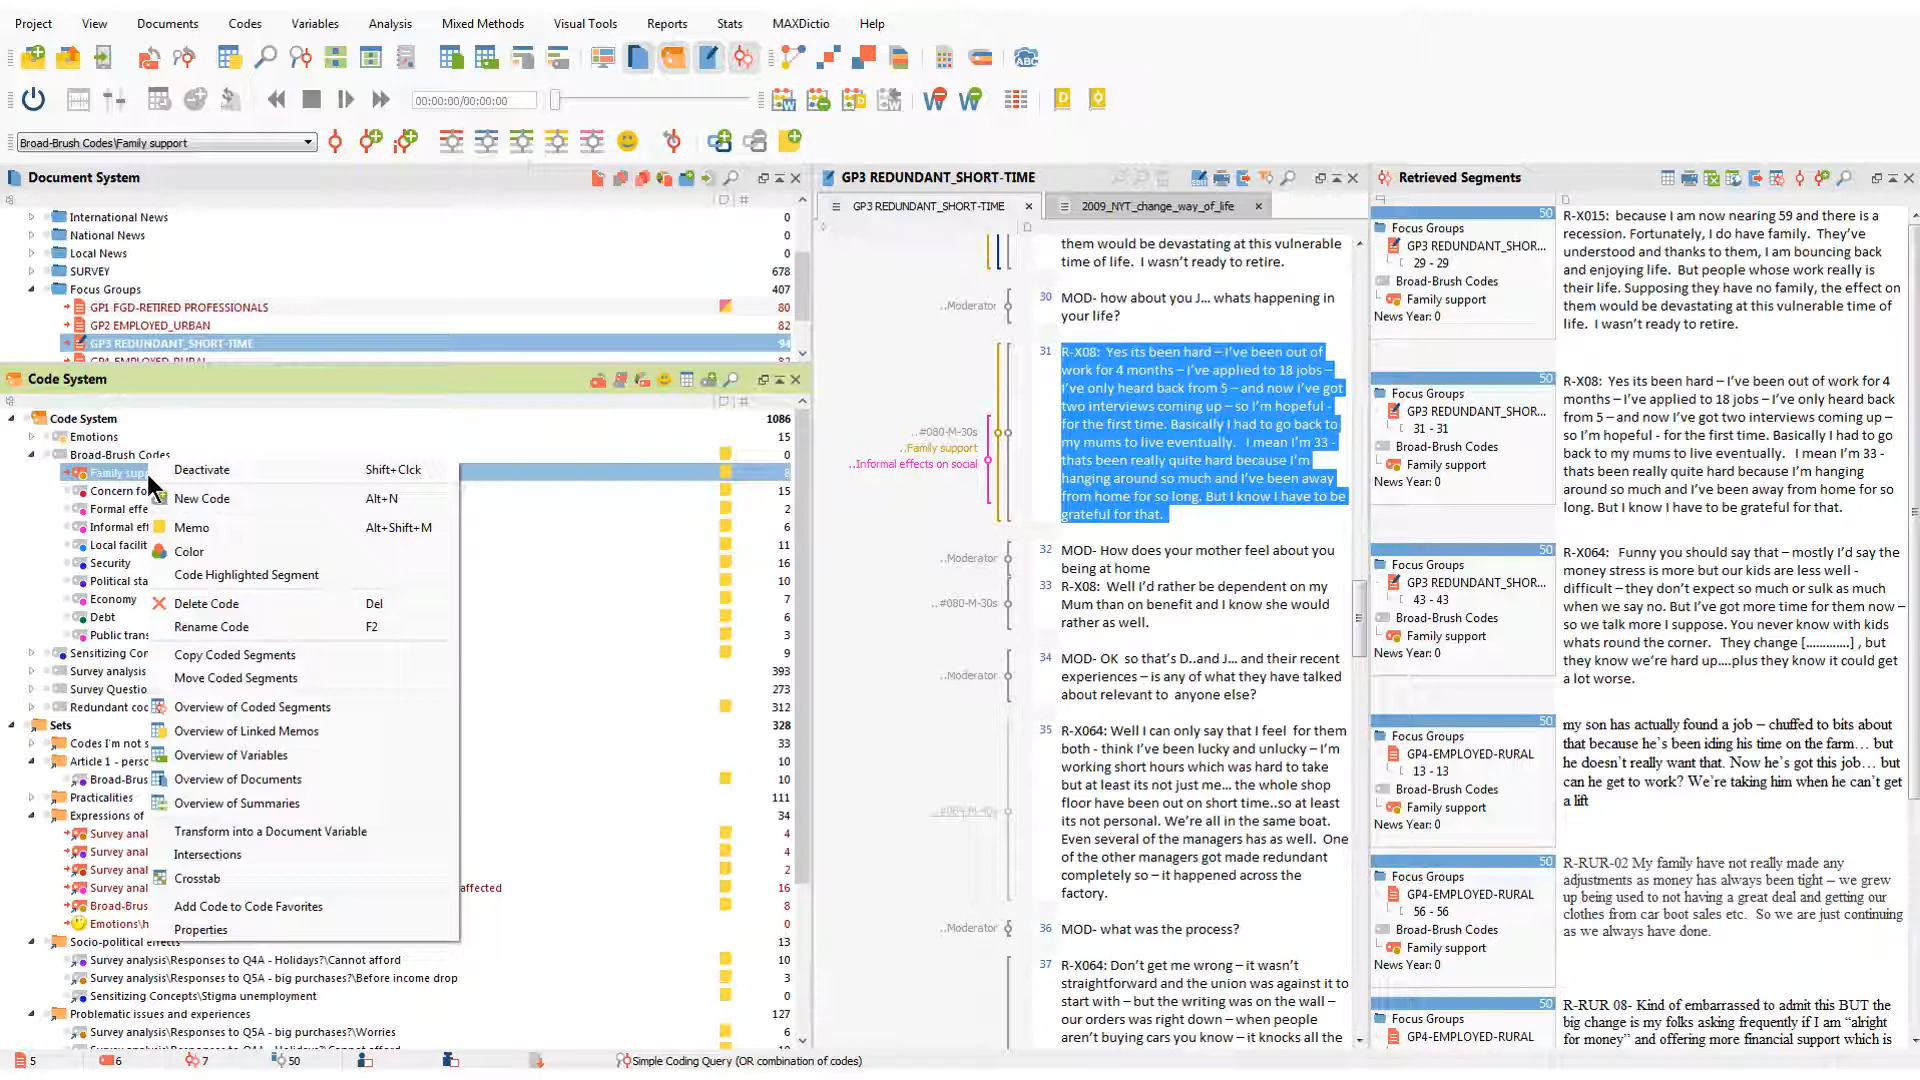 Project View Documents Codes Variables Analysis Mixed Methods Visual Tools Reports Stats MAXDictio Help
00:00:00/00:00:00
Broad-Brush Codes\Family support
Document System
International News 0
National News 0
Local News 0
SURVEY 678
Focus Groups 407
GP1 FGD-RETIRED PROFESSIONALS 80
GP2 EMPLOYED_URBAN 82
GP3 REDUNDANT_SHORT-TIME 94
Code System
Code System 1086
Emotions 15
Broad-Brush Codes 0
Family supp 8
Concern fo 15
Formal effe 2
Informal eff 6
Local facilit 11
Security 16
Political sta 10
Economy 7
Debt 6
Public trans 3
Sensitizing Cor 9
Survey analysis 393
Survey Questio 273
Redundant coc 312
Sets 328
Codes I'm not s 33
Article 1 - persc 10
Broad-Brus 10
Practicalities 111
Expressions of 34
Survey anal 4
Survey anal 4
Survey anal 2
Survey anal affected 16
Broad-Brus 8
Emotions\h 0
Socio-political effects 13
Survey analysis\Responses to Q4A - Holidays?\Cannot afford 10
Survey analysis\Responses to Q5A - big purchases?\Before income drop 3
Sensitizing Concepts\Stigma unemployment 0
Problematic issues and experiences 127
Survey analysis\Responses to Q5A - big purchases?\Worries 6
Deactivate Shift+Clck
New Code Alt+N
Memo Alt+Shift+M
Color
Code Highlighted Segment
Delete Code Del
Rename Code F2
Copy Coded Segments
Move Coded Segments
Overview of Coded Segments
Overview of Linked Memos
Overview of Variables
Overview of Documents
Overview of Summaries
Transform into a Document Variable
Intersections
Crosstab
Add Code to Code Favorites
Properties
GP3 REDUNDANT_SHORT-TIME
GP3 REDUNDANT_SHORT-TIME 2009_NYT_change_way_of_life
them would be devastating at this vulnerable
time of life. I wasn't ready to retire.
..Moderator
30 MOD- how about you J... whats happening in
your life?
31 R-X08: Yes its been hard – I've been out of
work for 4 months – I've applied to 18 jobs –
I've only heard back from 5 – and now i've got
two interviews coming up – so I'm hopeful -
for the first time. Basically I had to go back to
my mums to live eventually. I mean I'm 33 -
thats been really quite hard because I'm
hanging around so much and I've been away
from home for so long. But I know I have to be
grateful for that.
..#080-M-30s
..Family support
..Informal effects on social
..Moderator
32 MOD- How does your mother feel about you
being at home
..#080-M-30s
33 R-X08: Well I'd rather be dependent on my
Mum than on benefit and I know she would
rather as well.
..Moderator
34 MOD- OK so that's D..and J... and their recent
experiences – is any of what they have talked
about relevant to anyone else?
35 R-X064: Well I can only say that I feel for them
both - think I've been lucky and unlucky – I'm
working short hours which was hard to take
but at least its not just me... the whole shop
floor have been out on short time..so at least
its not personal. We're all in the same boat.
Even several of the managers has as well. One
of the other managers got made redundant
completely so – it happened across the
factory.
..Moderator
36 MOD- what was the process?
37 R-X064: Don't get me wrong – it wasn't
straightforward and the union was against it to
start with – but the writing was on the wall –
our orders was right down – when people
aren't buying cars you know – it knocks all the
Retrieved Segments
50
Focus Groups
GP3 REDUNDANT_SHOR...
29 - 29
Broad-Brush Codes
Family support
News Year: 0
R-X015: because I am now nearing 59 and there is a
recession. Fortunately, I do have family. They've
understood and thanks to them, I am bouncing back
and enjoying life. But people whose work really is
their life. Supposing they have no family, the effect on
them would be devastating at this vulnerable time of
life. I wasn't ready to retire.
50
Focus Groups
GP3 REDUNDANT_SHOR...
31 - 31
Broad-Brush Codes
Family support
News Year: 0
R-X08: Yes its been hard – I've been out of work for 4
months – I've applied to 18 jobs – I've only heard back
from 5 – and now i've got two interviews coming up –
so I'm hopeful - for the first time. Basically I had to go
back to my mums to live eventually. I mean I'm 33 -
thats been really quite hard because I'm hanging
around so much and I've been away from home for so
long. But I know I have to be grateful for that.
50
Focus Groups
GP3 REDUNDANT_SHOR...
43 - 43
Broad-Brush Codes
Family support
News Year: 0
R-X064: Funny you should say that – mostly I'd say the
money stress is more but our kids are less well -
difficult – they don't expect so much or sulk as much
when we say no. But I've got more time for them now –
so we talk more I suppose. You never know with kids
whats round the corner. They change [.............] , but
they know we're hard up....plus they know it could get
a lot worse.
50
Focus Groups
GP4-EMPLOYED-RURAL
13 - 13
Broad-Brush Codes
Family support
News Year: 0
my son has actually found a job – chuffed to bits about
that because he's been iding his time on the farm... but
he doesn't really want that. Now he's got this job... but
can he get to work? We're taking him when he can't get
a lift
50
Focus Groups
GP4-EMPLOYED-RURAL
56 - 56
Broad-Brush Codes
Family support
News Year: 0
R-RUR-02 My family have not really made any
adjustments as money has always been tight – we grew
up being used to not having a great deal and getting our
clothes from car boot sales etc. So we are just continuing
as we always have done.
50
Focus Groups
GP4-EMPLOYED-RURAL
R-RUR 08- Kind of embarrassed to admit this BUT the
big change is my folks asking frequently if I am “alright
for money” and offering more financial support which is
5 6 7 50 Simple Coding Query (OR combination of codes)